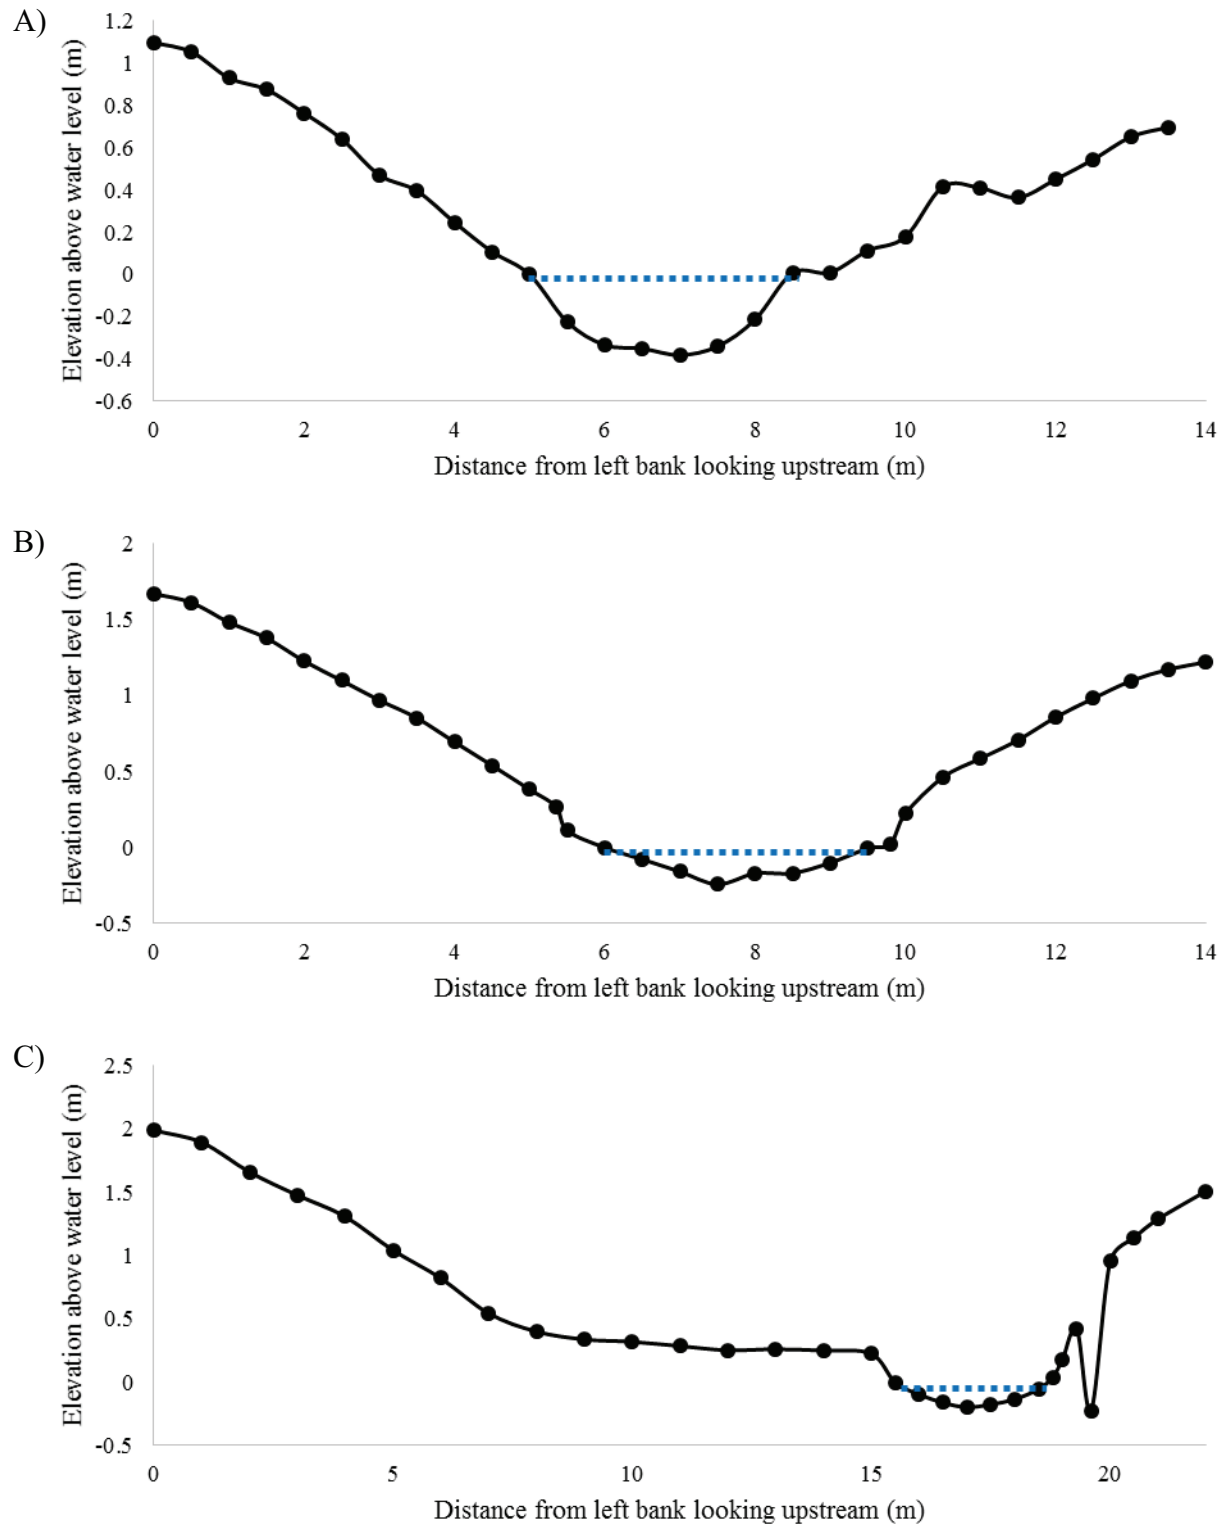 A)
Elevation above water level (m)
1.2
1
0.8
0.6
0.4
0.2
0
-0.2
-0.4
-0.6
0 2 4 6 8 10 12 14
Distance from left bank looking upstream (m)
B)
Elevation above water level (m)
2
1.5
1
0.5
0
-0.5
0 2 4 6 8 10 12 14
Distance from left bank looking upstream (m)
C)
Elevation above water level (m)
2.5
2
1.5
1
0.5
0
-0.5
0 5 10 15 20
Distance from left bank looking upstream (m)